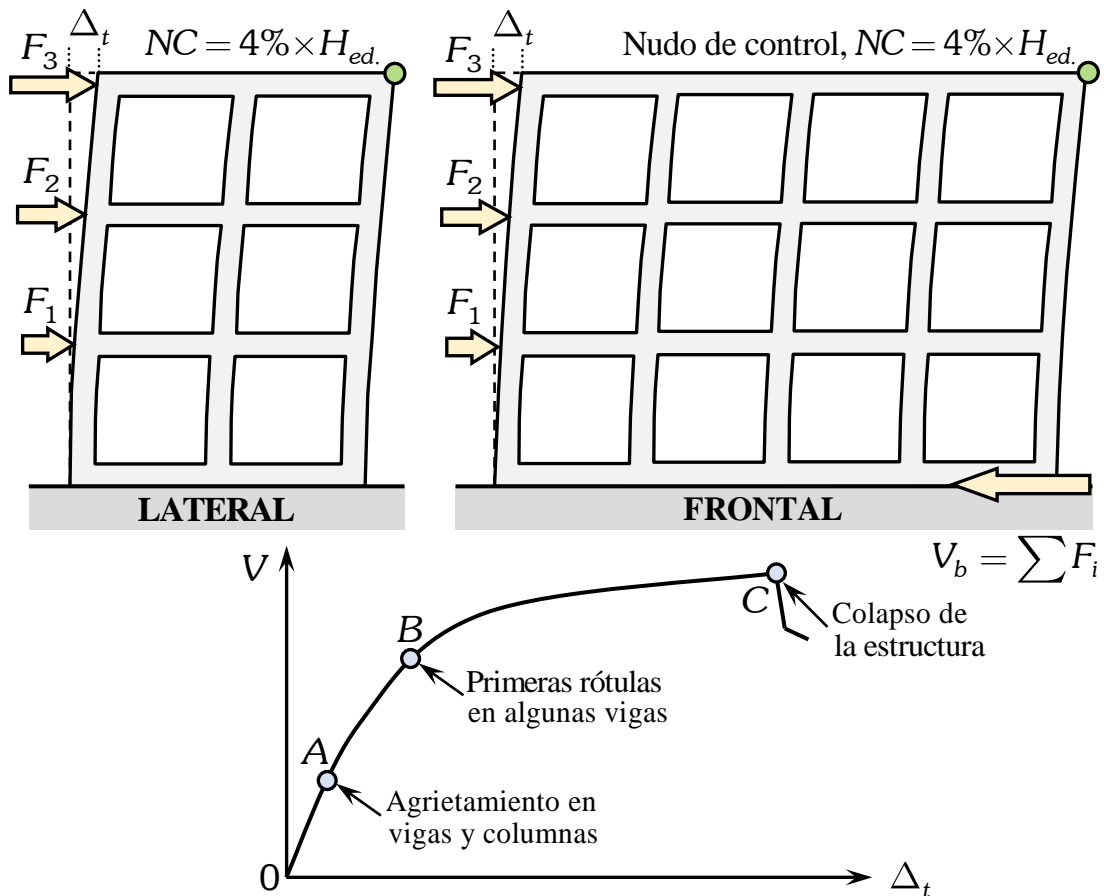 Δt
F3
NC = 4% × Hed.
F2
F1
LATERAL
Δt
F3
Nudo de control, NC = 4% × Hed.
F2
F1
FRONTAL
Vb = ∑ Fi
V
C
Colapso de
la estructura
B
Primeras rótulas
en algunas vigas
A
Agrietamiento en
vigas y columnas
0
Δt